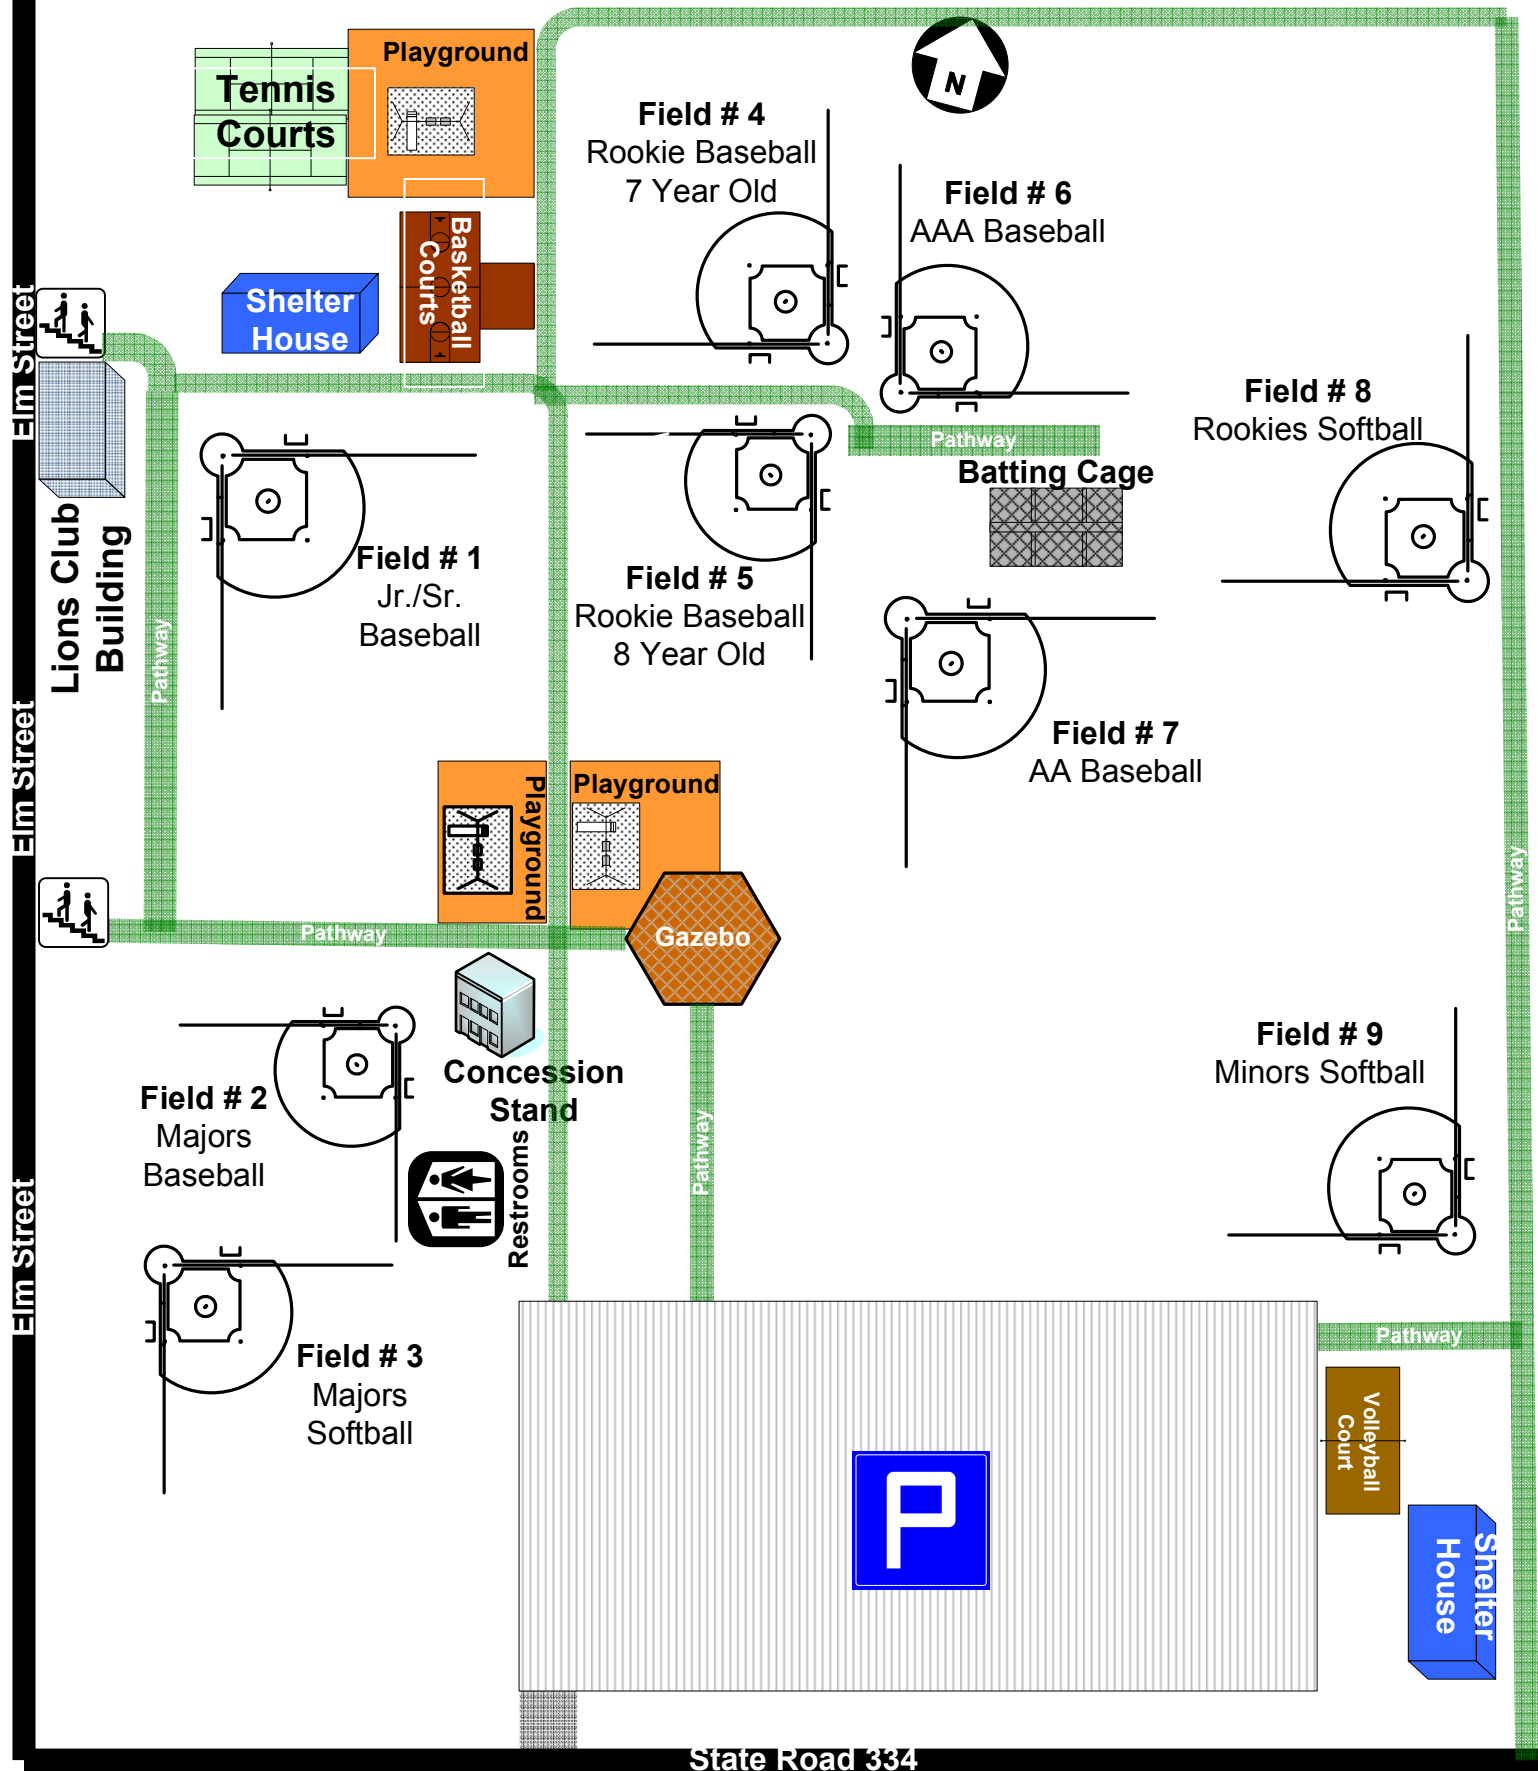 Playground
Tennis
Courts
N
Field # 4
Rookie Baseball
7 Year Old
Field # 6
AAA Baseball
Basketball
Courts
Shelter
House
Elm Street
Field # 8
Rookies Softball
Pathway
Batting Cage
Lions Club
Building
Field # 1
Jr./Sr.
Baseball
Field # 5
Rookie Baseball
8 Year Old
Pathway
Field # 7
AA Baseball
Elm Street
Playground
Playground
Pathway
Pathway
Gazebo
Concession
Stand
Field # 2
Majors
Baseball
Restrooms
Pathway
Field # 9
Minors Softball
Elm Street
Field # 3
Majors
Softball
Pathway
Volleyball
Court
P
Shelter
House
State Road 334